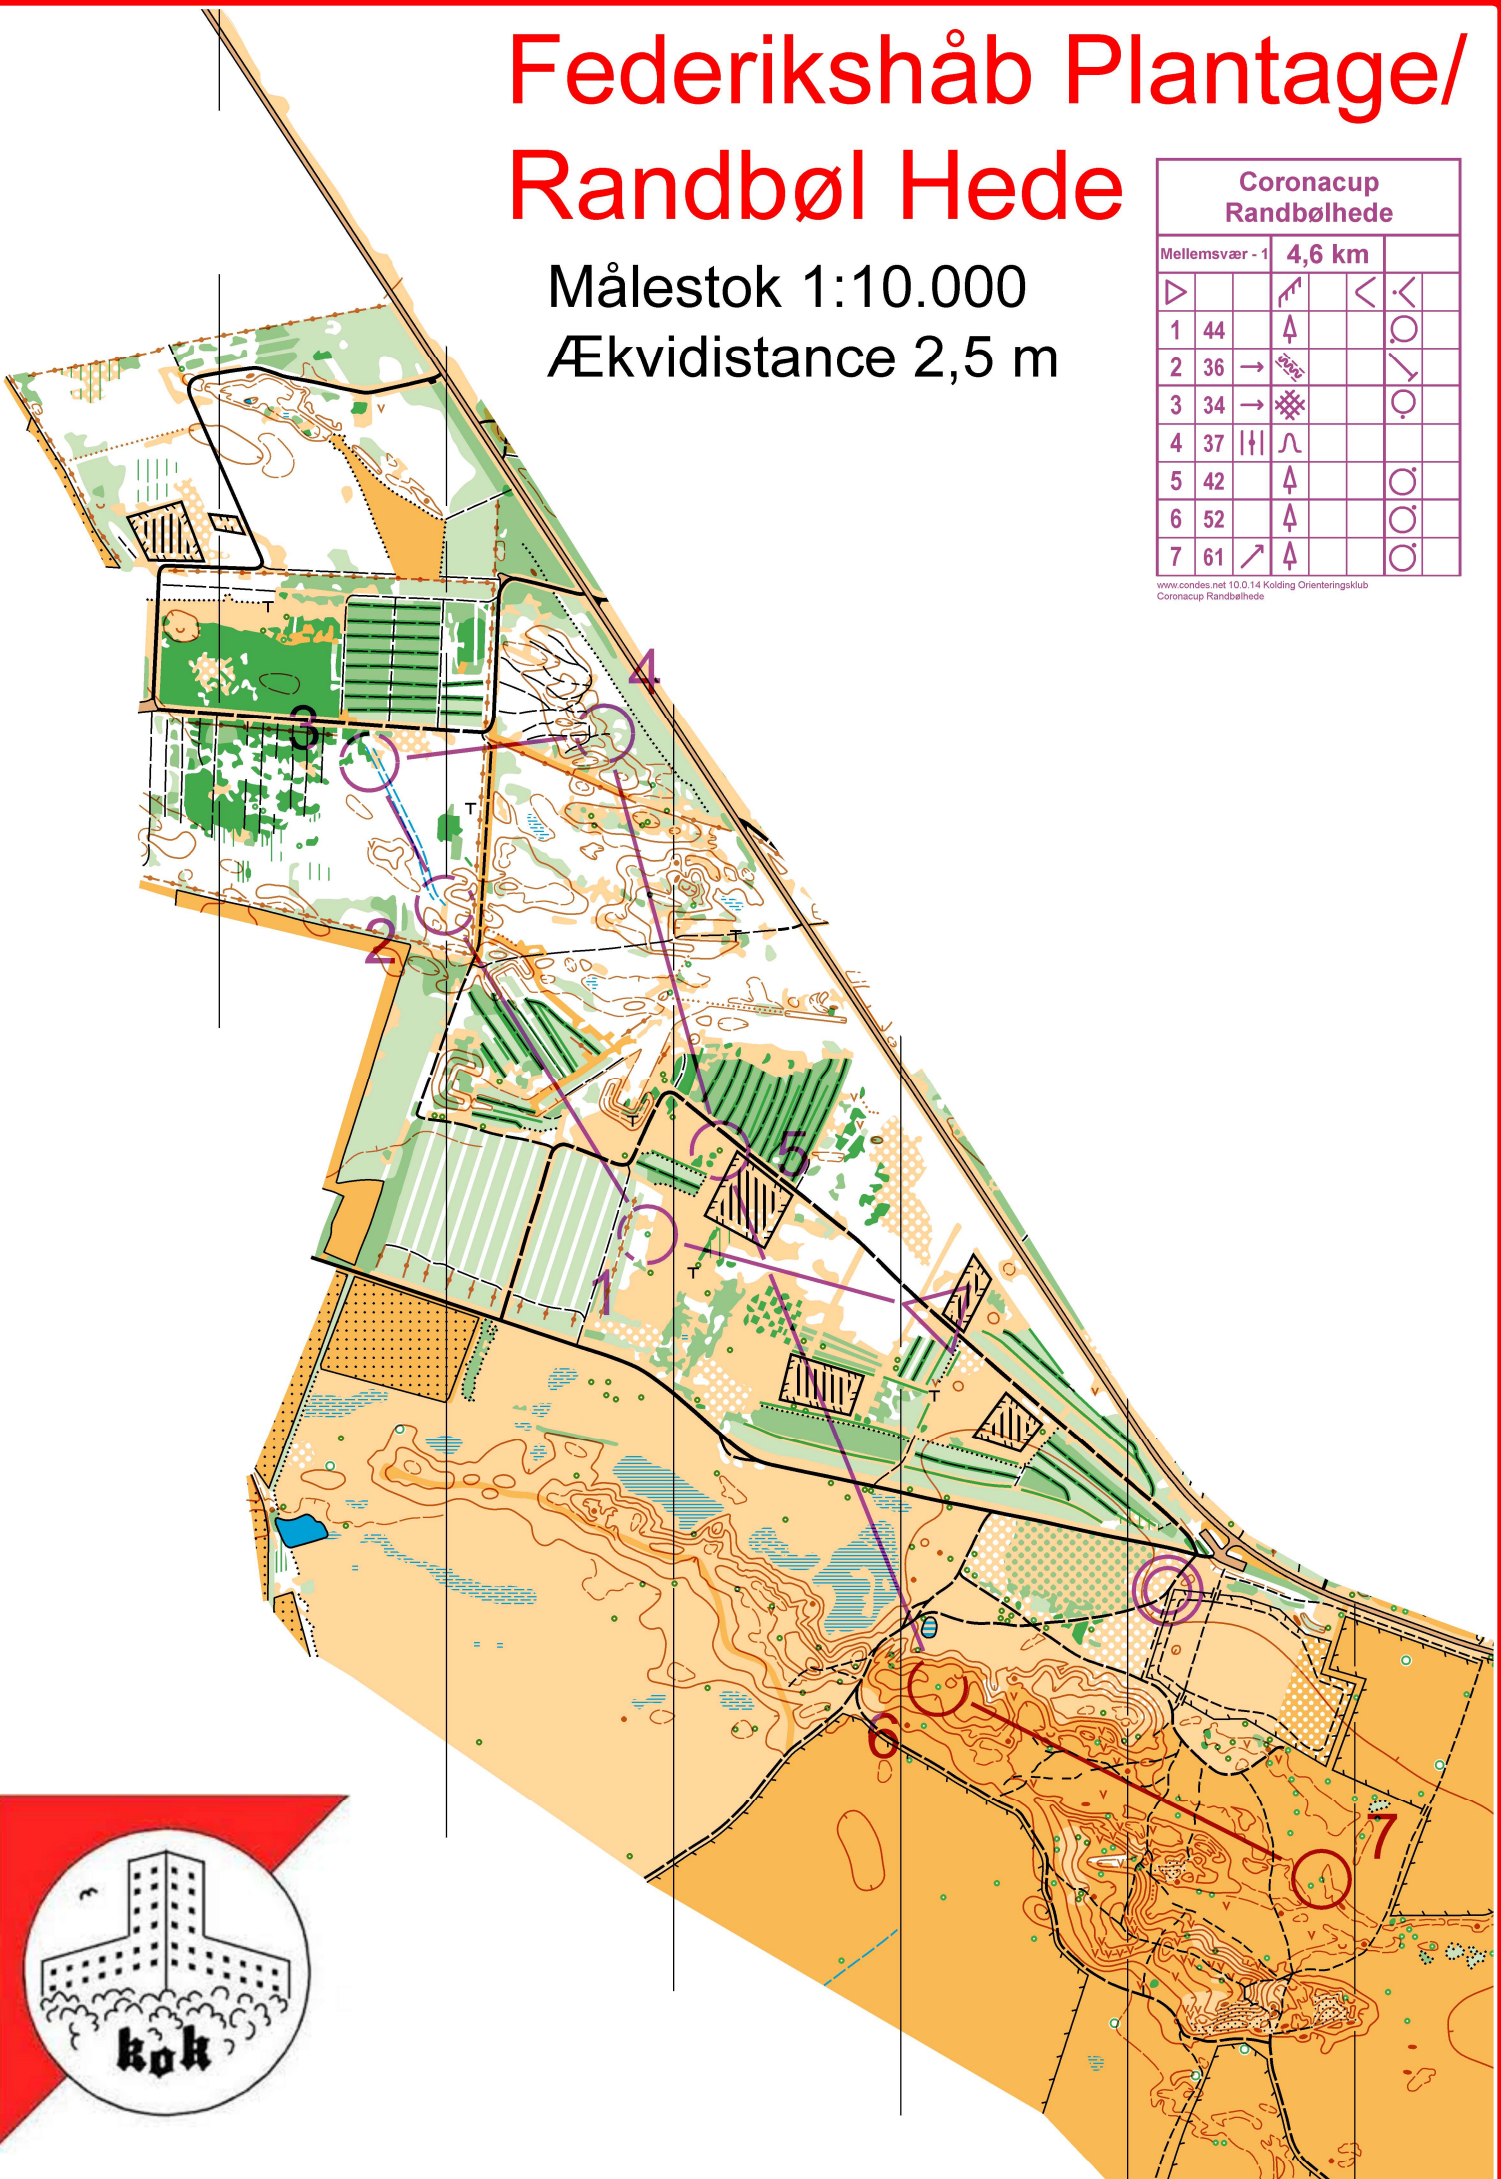 Federikshåb Plantage/
Randbøl Hede
Målestok 1:10.000
Ækvidistance 2,5 m
Coronacup
Randbølhede
Mellemsvær - 1 4,6 km
1 44
2 36
3 34
4 37
5 42
6 52
7 61
www.condes.net 10.0.14 Kolding Orienteringsklub
Coronacup Randbølhede
4
3
2
5
1
6
7
kok